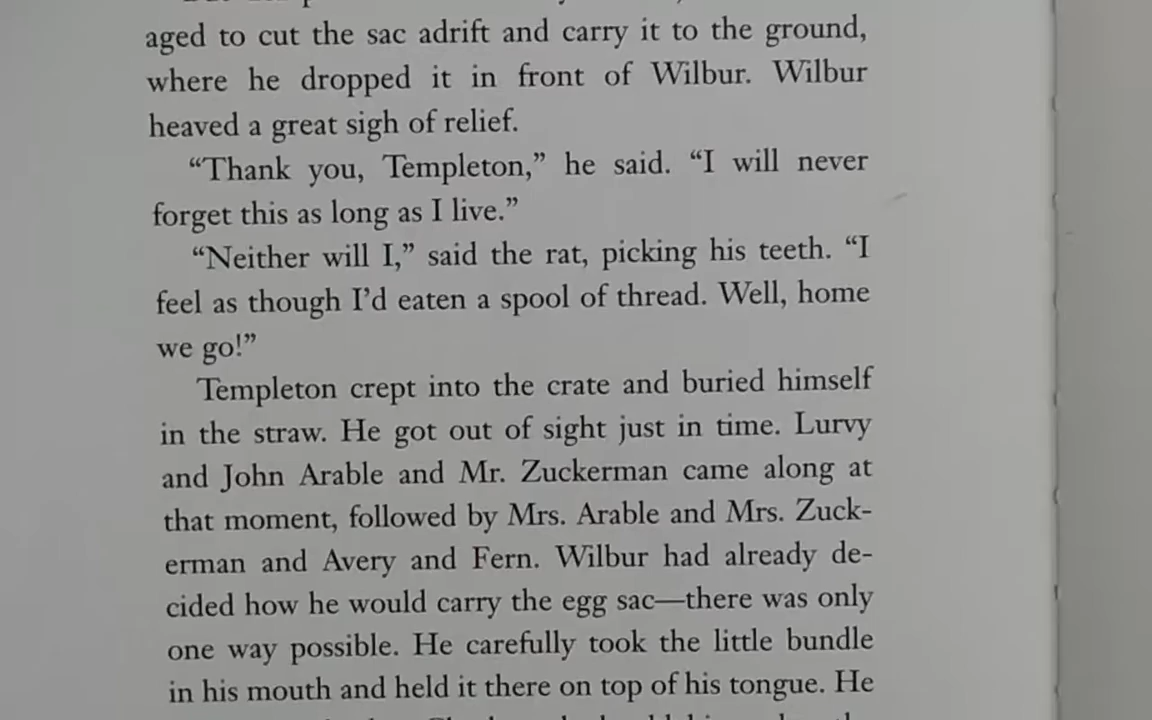 aged to cut the sac adrift and carry it to the ground,
where he dropped it in front of Wilbur. Wilbur
heaved a great sigh of relief.
“Thank you, Templeton,” he said. “I will never
forget this as long as I live.”
“Neither will I,” said the rat, picking his teeth. “I
feel as though I’d eaten a spool of thread. Well, home
we go!”
Templeton crept into the crate and buried himself
in the straw. He got out of sight just in time. Lurvy
and John Arable and Mr. Zuckerman came along at
that moment, followed by Mrs. Arable and Mrs. Zuck-
erman and Avery and Fern. Wilbur had already de-
cided how he would carry the egg sac—there was only
one way possible. He carefully took the little bundle
in his mouth and held it there on top of his tongue. He